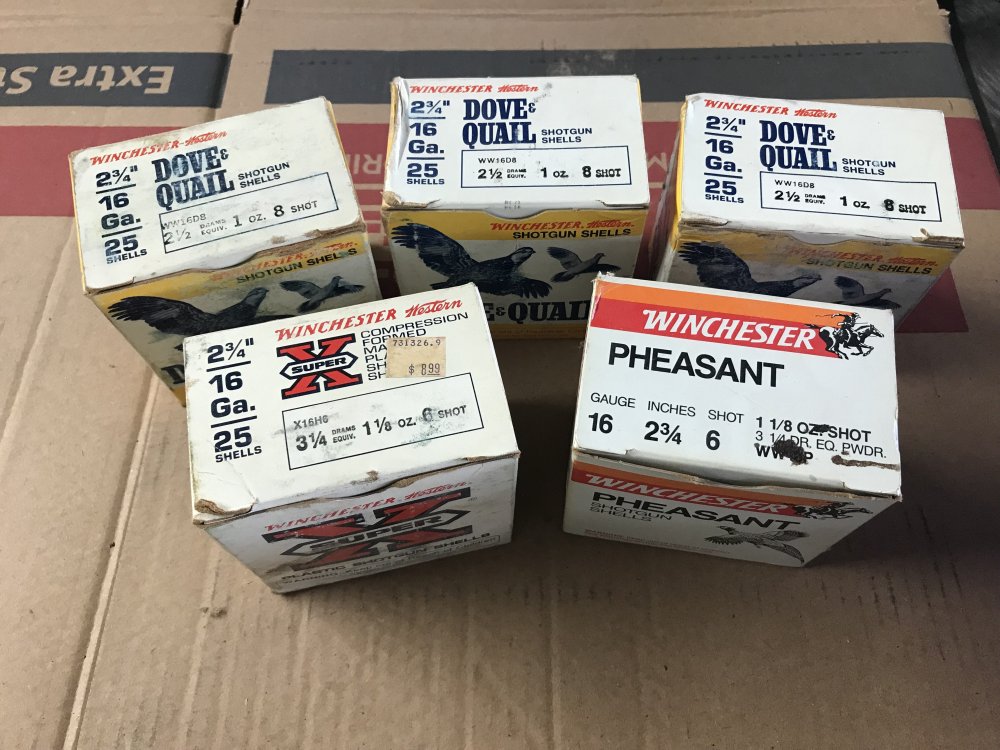 Extra
WINCHESTER-Western
2¾"
16
Ga.
25
SHELLS
DOVE &
QUAIL SHOTGUN
SHELLS
WW16D8
2½ DRAMS
EQUIV. 1 oz. 8 SHOT
WINCHESTER-Western
SHOTGUN SHELLS
WINCHESTER Western
2¾"
16
Ga.
25
SHELLS
DOVE &
QUAIL SHOTGUN
SHELLS
WW16D8
2½ DRAMS
EQUIV. 1 oz. 8 SHOT
WINCHESTER Western
SHOTGUN SHELLS
& QUAIL
WINCHESTER Western
2¾"
16
Ga.
25
SHELLS
DOVE &
QUAIL SHOTGUN
SHELLS
WW16D8
2½ DRAMS
EQUIV. 1 oz. 8 SHOT
WINCHESTER Western
SHOTGUN SHELLS
WINCHESTER Western
2¾"
16
Ga.
25
SHELLS
SUPER X
COMPRESSION
FORMED
731326.9
$ 8.99
X16H6
3¼ DRAMS
EQUIV. 1⅛ oz. 6 SHOT
WINCHESTER Western
SUPER X
PLASTIC SHOTGUN SHELLS
WINCHESTER
PHEASANT
GAUGE INCHES SHOT
16 2¾ 6
1 1/8 OZ. SHOT
3 1/4 DR. EQ. PWDR.
WINCHESTER
PHEASANT
SHOTGUN
SHELLS